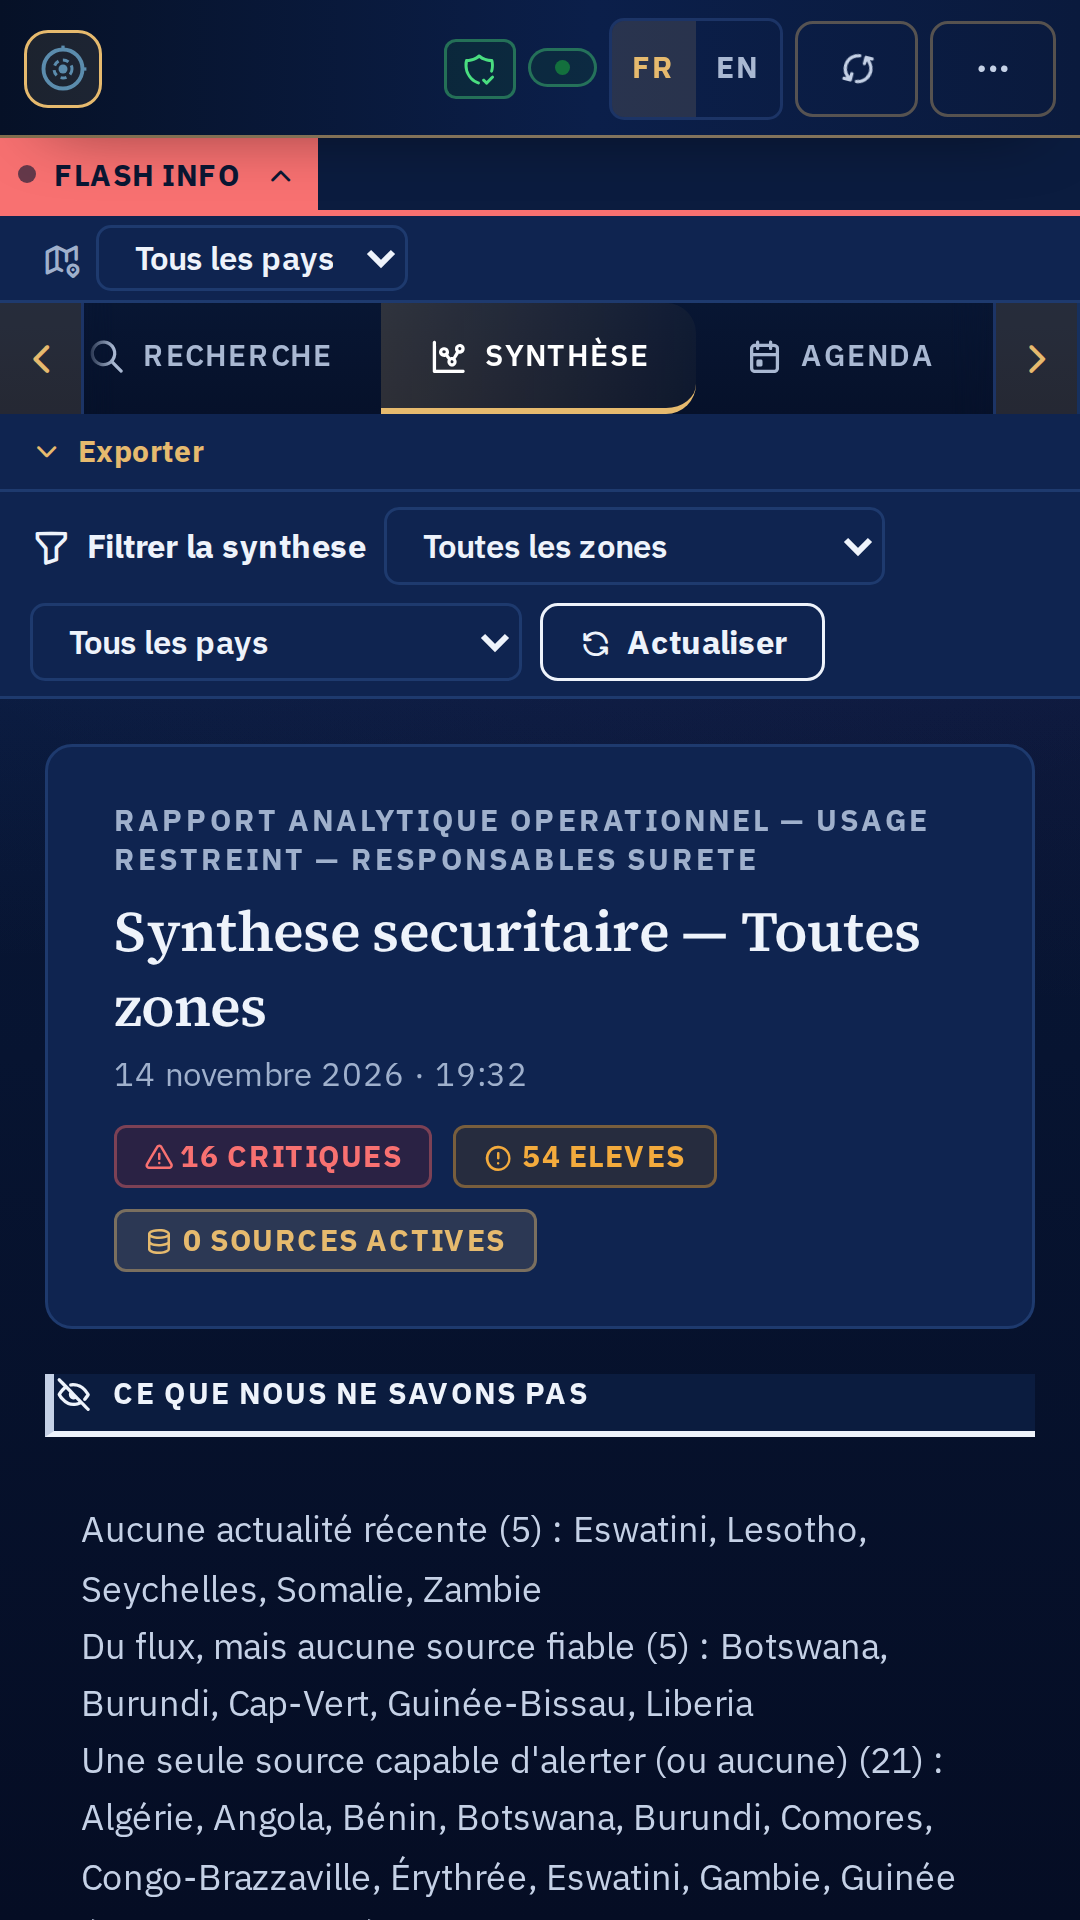 FR EN
FLASH INFO
Tous les pays
RECHERCHE SYNTHÈSE AGENDA
Exporter
Filtrer la synthese Toutes les zones
Tous les pays Actualiser
RAPPORT ANALYTIQUE OPERATIONNEL — USAGE
RESTREINT — RESPONSABLES SURETE
Synthese securitaire — Toutes
zones
14 novembre 2026 · 19:32
16 CRITIQUES 54 ELEVES
0 SOURCES ACTIVES
CE QUE NOUS NE SAVONS PAS
Aucune actualité récente (5) : Eswatini, Lesotho,
Seychelles, Somalie, Zambie
Du flux, mais aucune source fiable (5) : Botswana,
Burundi, Cap-Vert, Guinée-Bissau, Liberia
Une seule source capable d'alerter (ou aucune) (21) :
Algérie, Angola, Bénin, Botswana, Burundi, Comores,
Congo-Brazzaville, Érythrée, Eswatini, Gambie, Guinée